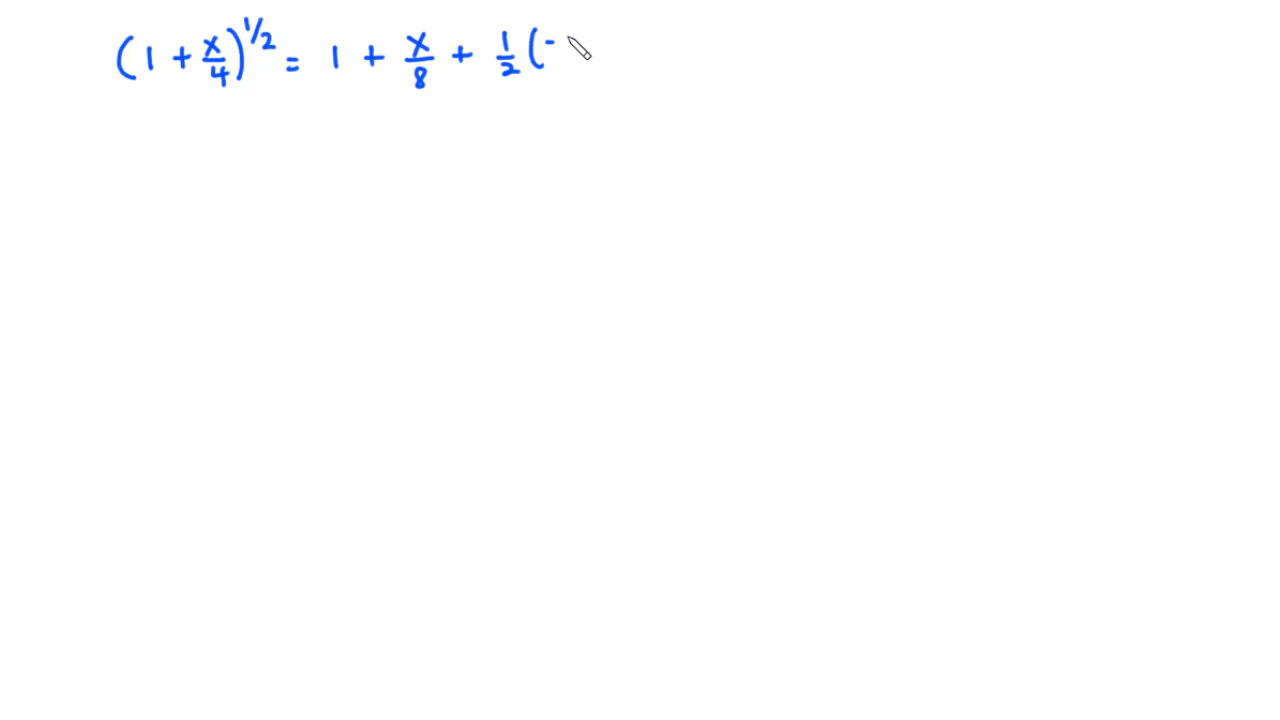 (1 + x/4)^1/2 = 1 + x/8 + 1/2 (-